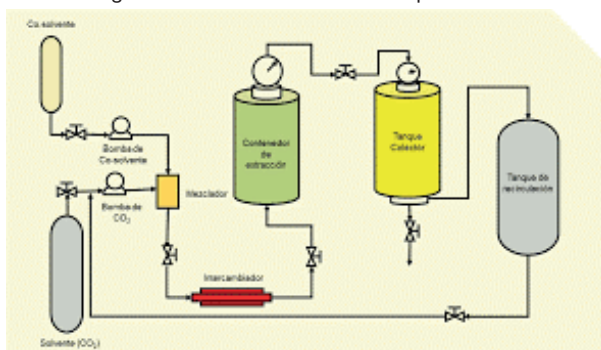 Co-solvente
Bomba de
Co-solvente
Bomba de
CO₂
Mezclador
Solvente (CO₂)
Intercambiador
Contenedor
de
extracción
Tanque
Colector
Tanque de
recirculación